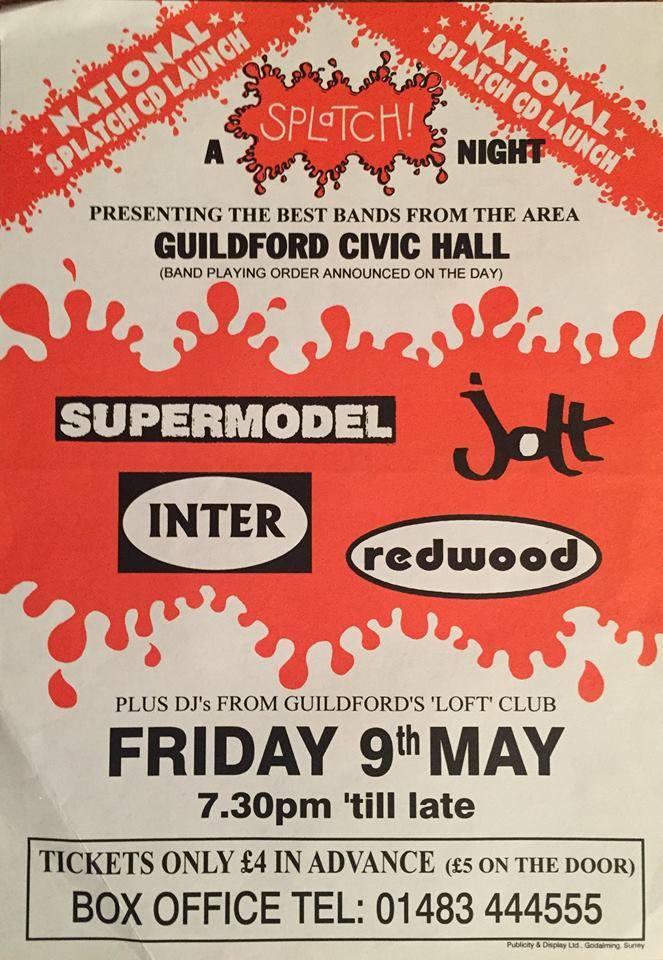 NATIONAL
SPLATCH CD LAUNCH
NATIONAL
SPLATCH CD LAUNCH
A SPLaTCH! NIGHT
PRESENTING THE BEST BANDS FROM THE AREA
GUILDFORD CIVIC HALL
(BAND PLAYING ORDER ANNOUNCED ON THE DAY)
SUPERMODEL
jolt
INTER
redwood
PLUS DJ's FROM GUILDFORD'S 'LOFT' CLUB
FRIDAY 9th MAY
7.30pm 'till late
TICKETS ONLY £4 IN ADVANCE (£5 ON THE DOOR)
BOX OFFICE TEL: 01483 444555
Publicity & Display Ltd., Godalming, Surrey